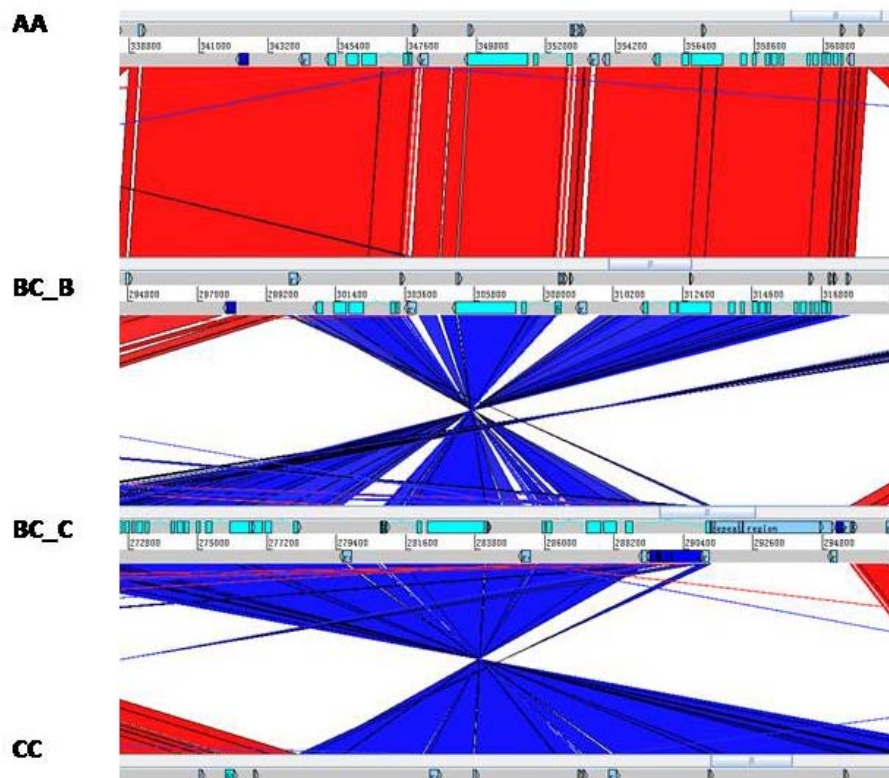 AA
338800 341000 343200 345400 347600 349800 352000 354200 356400 358600 360800
BC_B
294800 297000 299200 301400 303600 305800 308000 310200 312400 314600 316800
BC_C
Repeat region
272800 275000 277200 279400 281600 283800 286000 288200 290400 292600 294800
CC